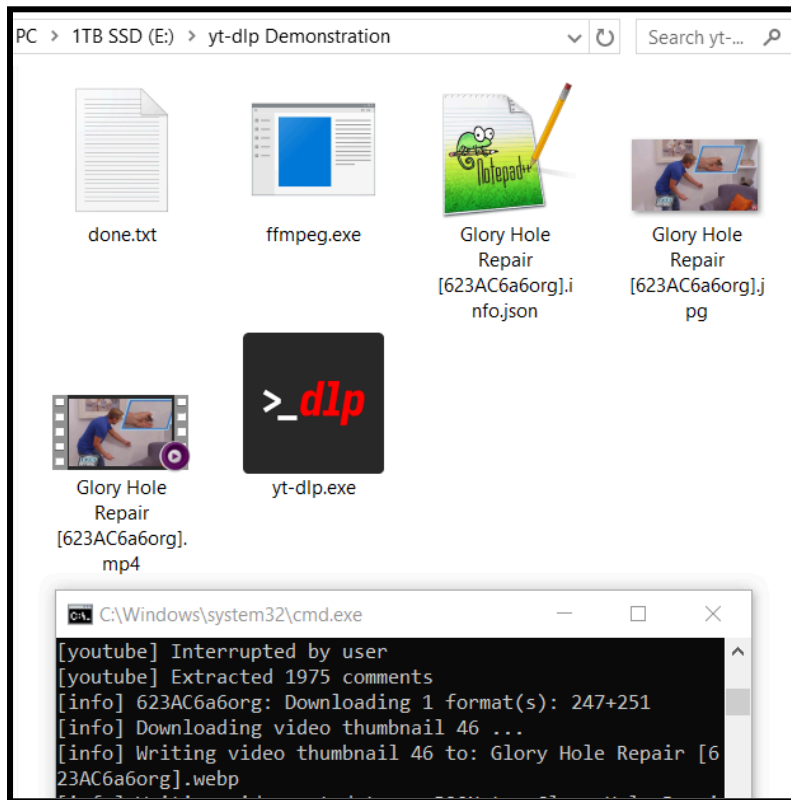 PC > 1TB SSD (E:) > yt-dlp Demonstration
Search yt-...
done.txt
ffmpeg.exe
Notepad++
Glory Hole
Repair
[623AC6a6org].i
nfo.json
Glory Hole
Repair
[623AC6a6org].j
pg
>_dlp
Glory Hole
Repair
[623AC6a6org].
mp4
yt-dlp.exe
C:\Windows\system32\cmd.exe
[youtube] Interrupted by user
[youtube] Extracted 1975 comments
[info] 623AC6a6org: Downloading 1 format(s): 247+251
[info] Downloading video thumbnail 46 ...
[info] Writing video thumbnail 46 to: Glory Hole Repair [6
23AC6a6org].webp